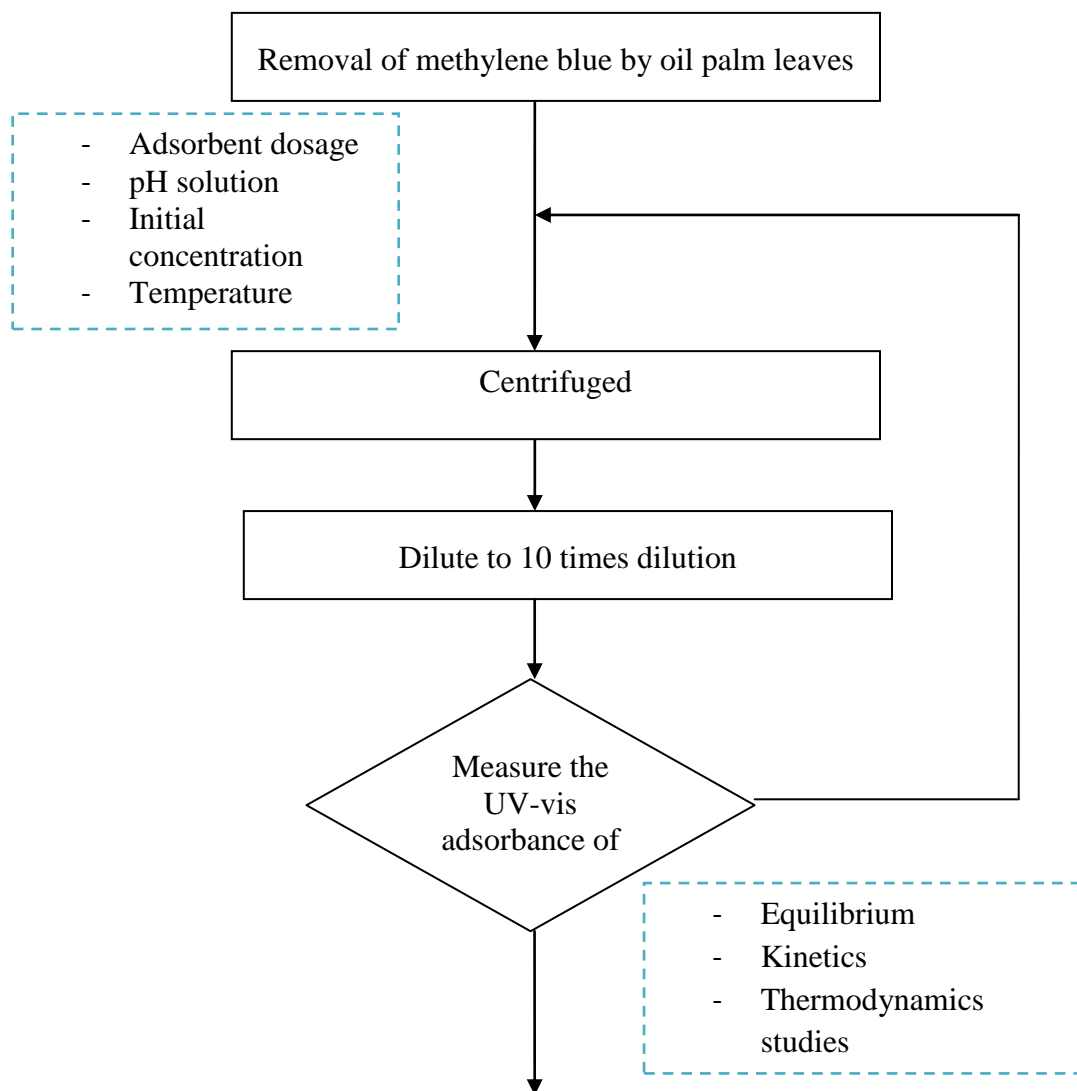 Removal of methylene blue by oil palm leaves
- Adsorbent dosage
- pH solution
- Initial
concentration
- Temperature
Centrifuged
Dilute to 10 times dilution
Measure the
UV-vis
adsorbance of
- Equilibrium
- Kinetics
- Thermodynamics
studies